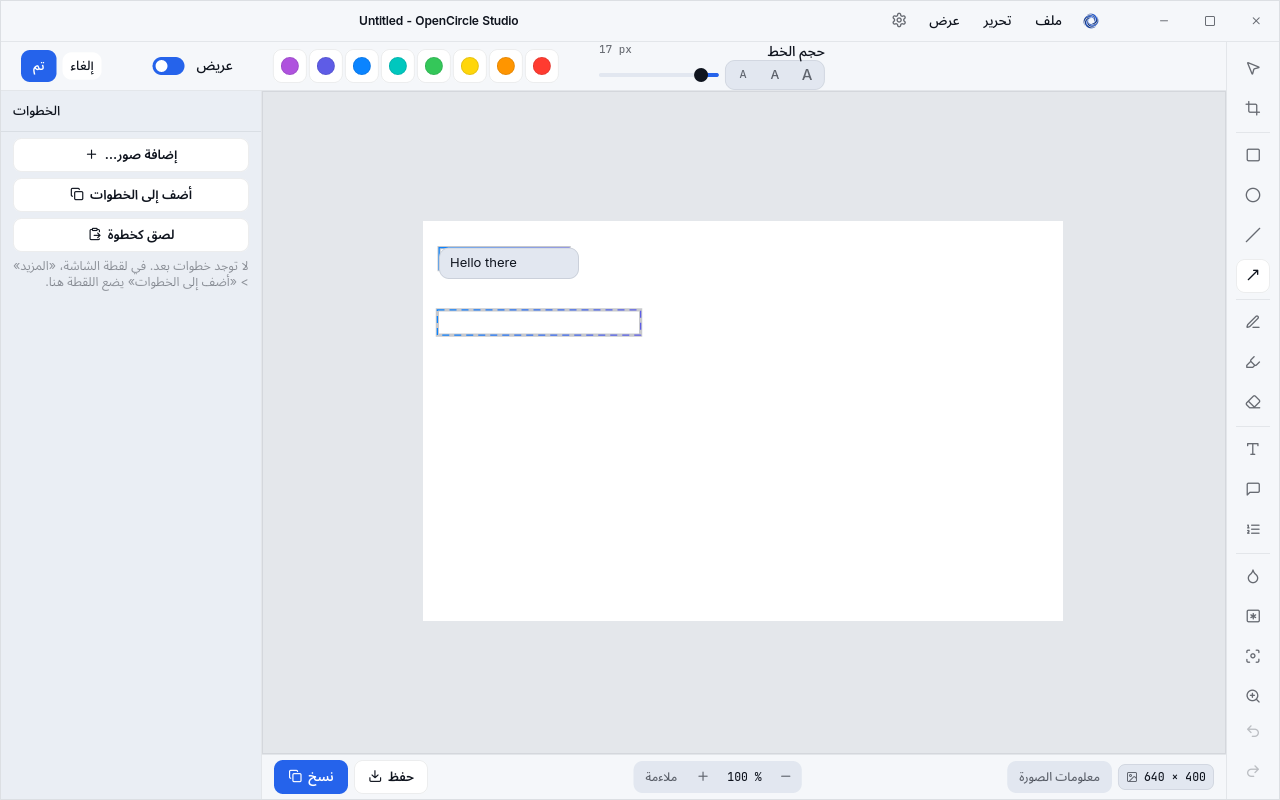 Untitled - OpenCircle Studio
ملف
تحرير
عرض
حجم الخط
17 px
A A A
عريض
إلغاء
تم
الخطوات
إضافة صور...
أضف إلى الخطوات
لصق كخطوة
لا توجد خطوات بعد. في لقطة الشاشة، «المزيد»
> «أضف إلى الخطوات» يضع اللقطة هنا.
Hello there
640 × 400
معلومات الصورة
100 %
ملاءمة
حفظ
نسخ